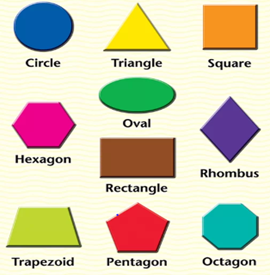 Circle
Triangle
Square
Oval
Hexagon
Rhombus
Rectangle
Trapezoid
Pentagon
Octagon